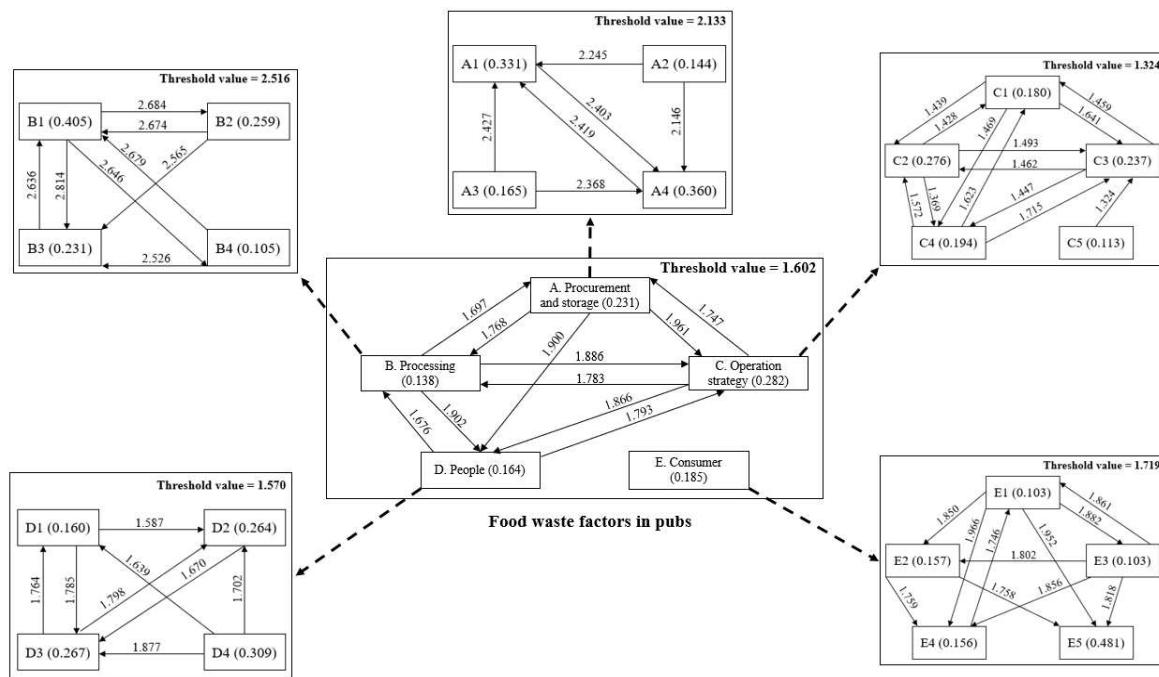 Threshold value = 2.133
A1 (0.331)
2.245
A2 (0.144)
2.427
2.403
2.419
2.146
A3 (0.165)
2.368
A4 (0.360)
Threshold value = 2.516
B1 (0.405)
2.684
2.674
B2 (0.259)
2.565
2.679
2.646
2.636
2.814
B3 (0.231)
2.526
B4 (0.105)
Threshold value = 1.324
C1 (0.180)
1.439
1.428
1.469
1.641
1.459
C2 (0.276)
1.493
1.462
C3 (0.237)
1.572
1.369
1.623
1.447
1.715
1.324
C4 (0.194)
C5 (0.113)
Threshold value = 1.602
A. Procurement
and storage (0.231)
1.697
1.768
1.900
1.961
1.747
B. Processing
(0.138)
1.886
1.783
C. Operation
strategy (0.282)
1.676
1.902
1.866
1.793
D. People (0.164)
E. Consumer
(0.185)
Food waste factors in pubs
Threshold value = 1.570
D1 (0.160)
1.587
D2 (0.264)
1.764
1.785
1.639
1.798
1.670
1.702
D3 (0.267)
1.877
D4 (0.309)
Threshold value = 1.719
E1 (0.103)
1.850
1.966
1.746
1.952
1.882
1.861
E2 (0.157)
1.802
E3 (0.103)
1.759
1.758
1.856
1.818
E4 (0.156)
E5 (0.481)